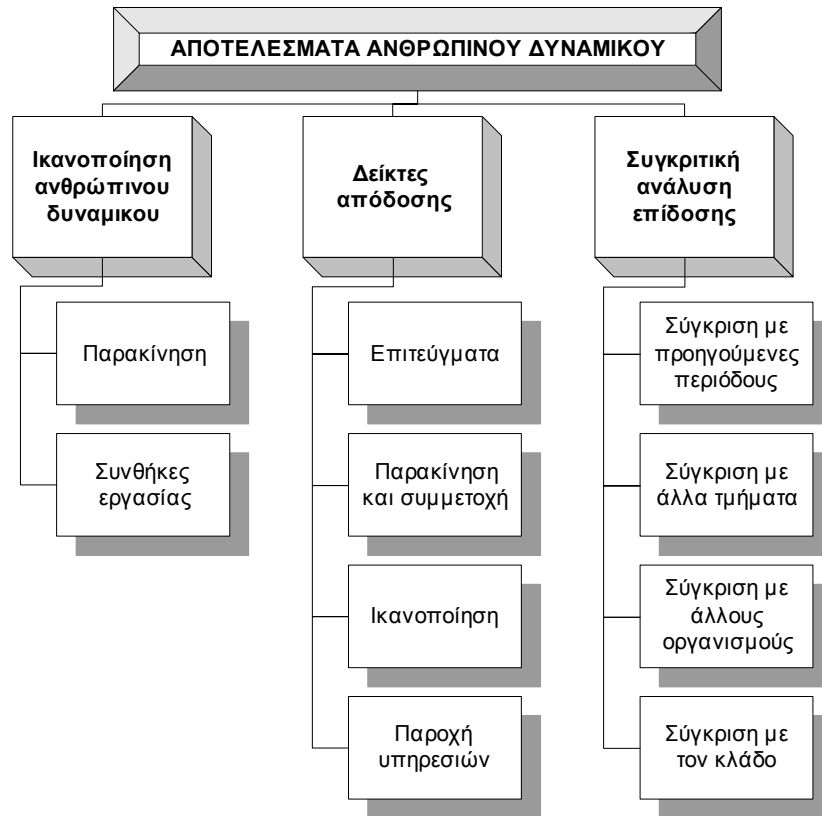 ΑΠΟΤΕΛΕΣΜΑΤΑ ΑΝΘΡΩΠΙΝΟΥ ΔΥΝΑΜΙΚΟΥ
Ικανοποίηση
ανθρώπινου
δυναμικου
Παρακίνηση
Συνθήκες
εργασίας
Δείκτες
απόδοσης
Επιτεύγματα
Παρακίνηση
και συμμετοχή
Ικανοποίηση
Παροχή
υπηρεσιών
Συγκριτική
ανάλυση
επίδοσης
Σύγκριση με
προηγούμενες
περιόδους
Σύγκριση με
άλλα τμήματα
Σύγκριση με
άλλους
οργανισμούς
Σύγκριση με
τον κλάδο